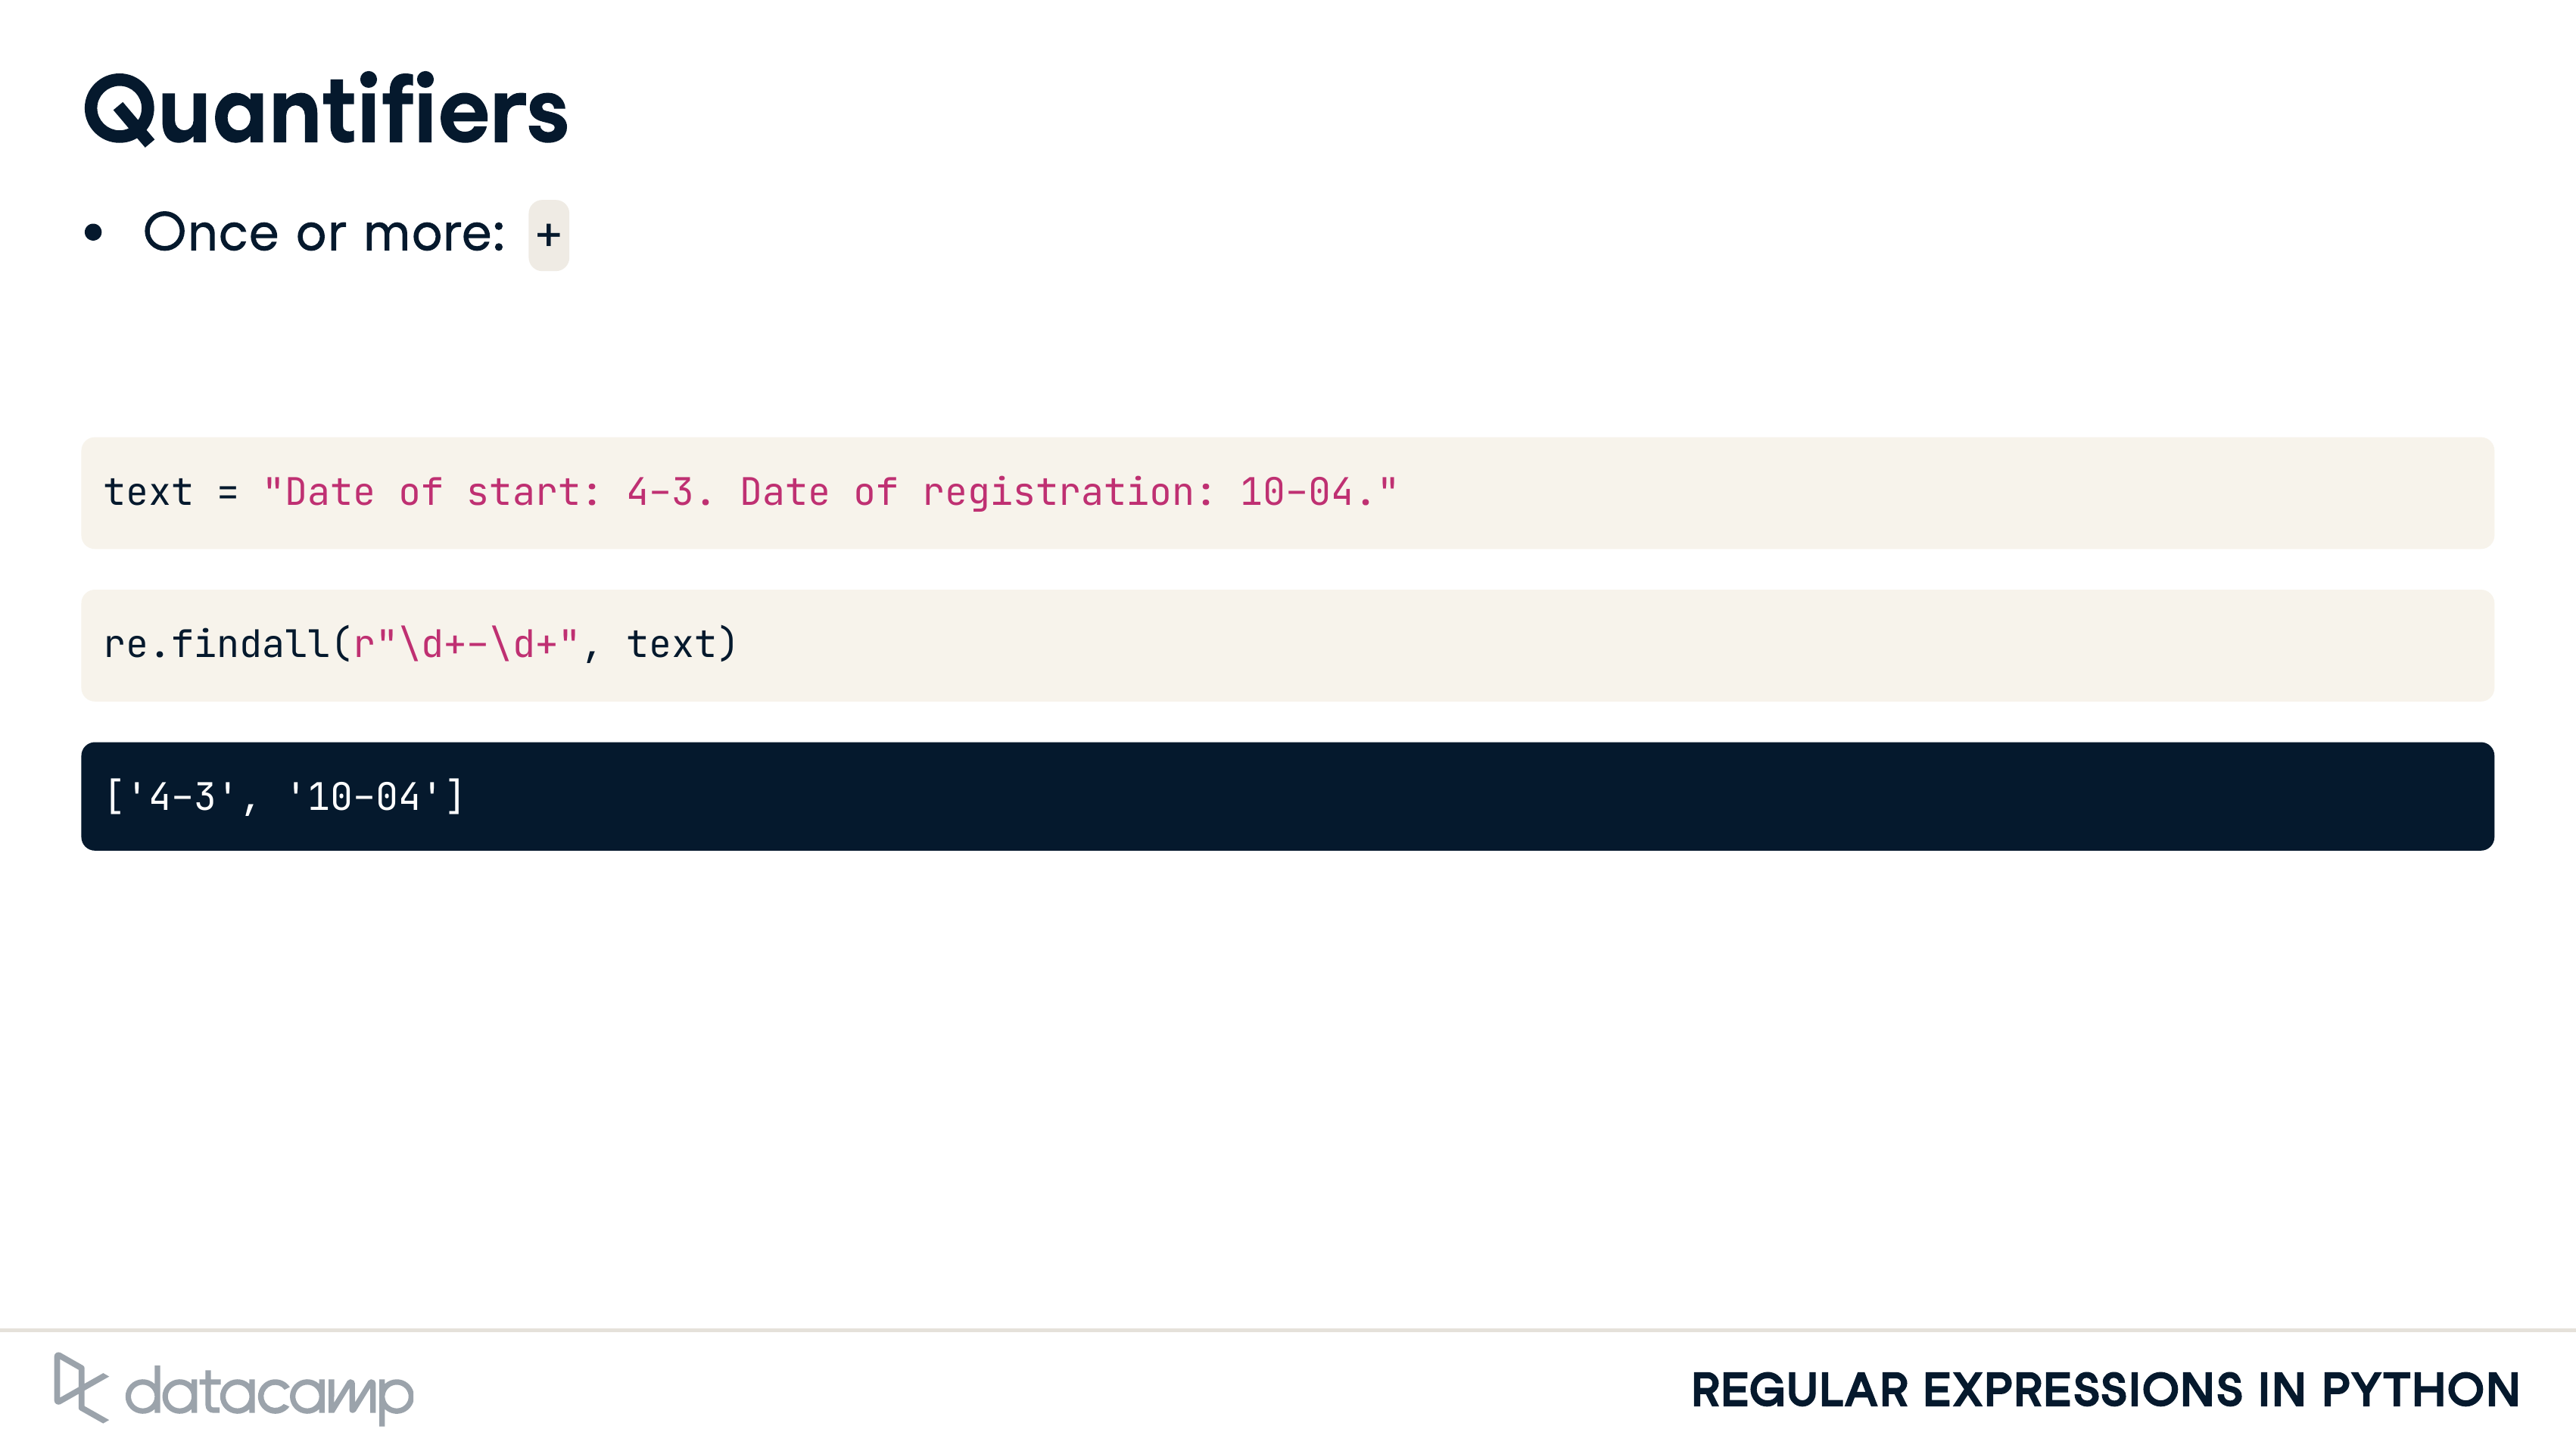 Quantifiers
• Once or more: +
text = "Date of start: 4-3. Date of registration: 10-04."
re.findall(r"\d+-\d+", text)
['4-3', '10-04']
datacamp
REGULAR EXPRESSIONS IN PYTHON